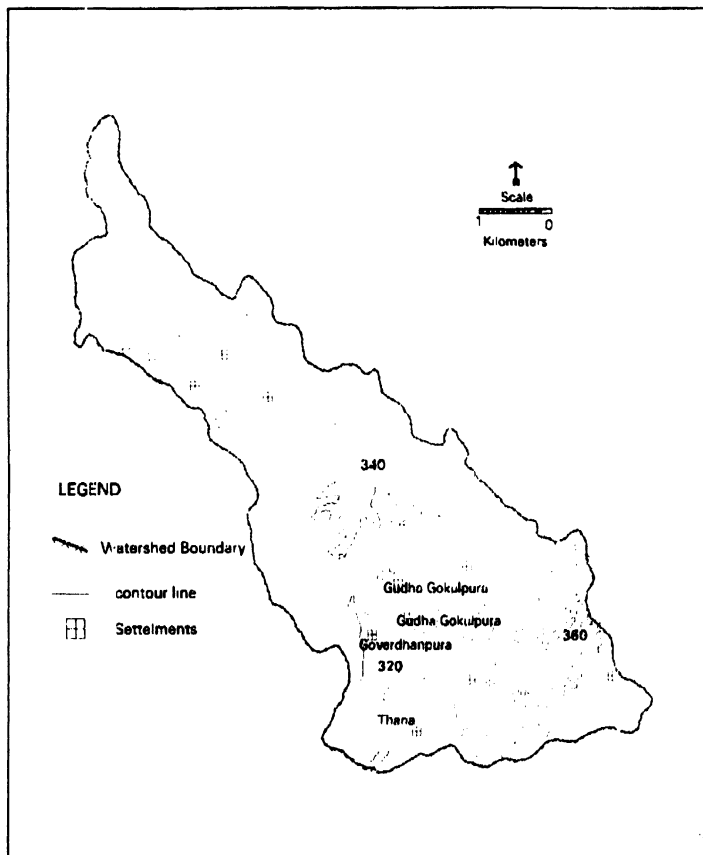 Scale
1 0
Kilometers
340
LEGEND
Watershed Boundary
contour line
Settelments
Gudho Gokulpura
Gudha Gokulpura
Goverdhanpura
360
320
Thana